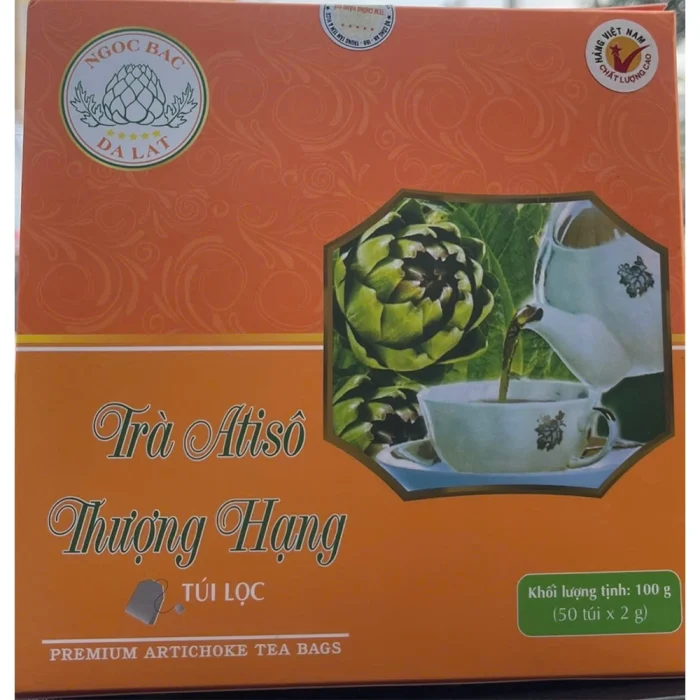 NGOC BAC
DA LAT
HÀNG VIỆT NAM
CHẤT LƯỢNG CAO
Trà Atisô
Thượng Hạng
TÚI LỌC
PREMIUM ARTICHOKE TEA BAGS
Khối lượng tịnh: 100 g
(50 túi x 2 g)